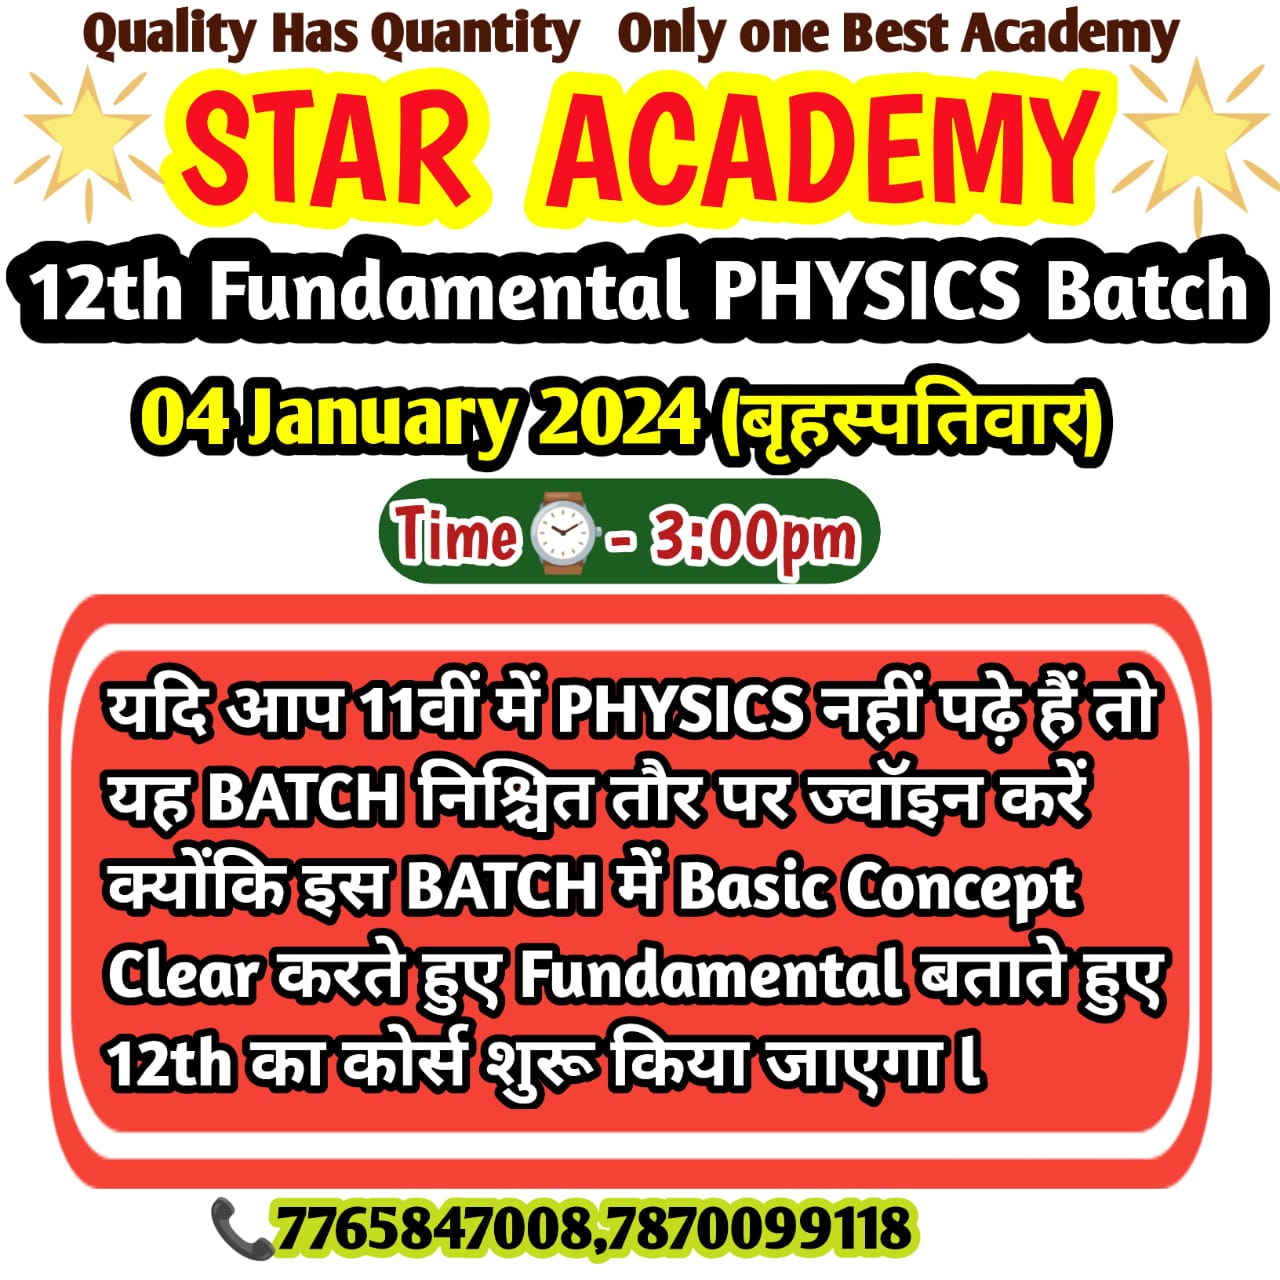 Quality Has Quantity Only one Best Academy
STAR ACADEMY
12th Fundamental PHYSICS Batch
04 January 2024 (बृहस्पतिवार)
Time - 3:00pm
यदि आप 11वीं में PHYSICS नहीं पढ़े हैं तो
यह BATCH निश्चित तौर पर ज्वॉइन करें
क्योंकि इस BATCH में Basic Concept
Clear करते हुए Fundamental बताते हुए
12th का कोर्स शुरू किया जाएगा l
7765847008,7870099118